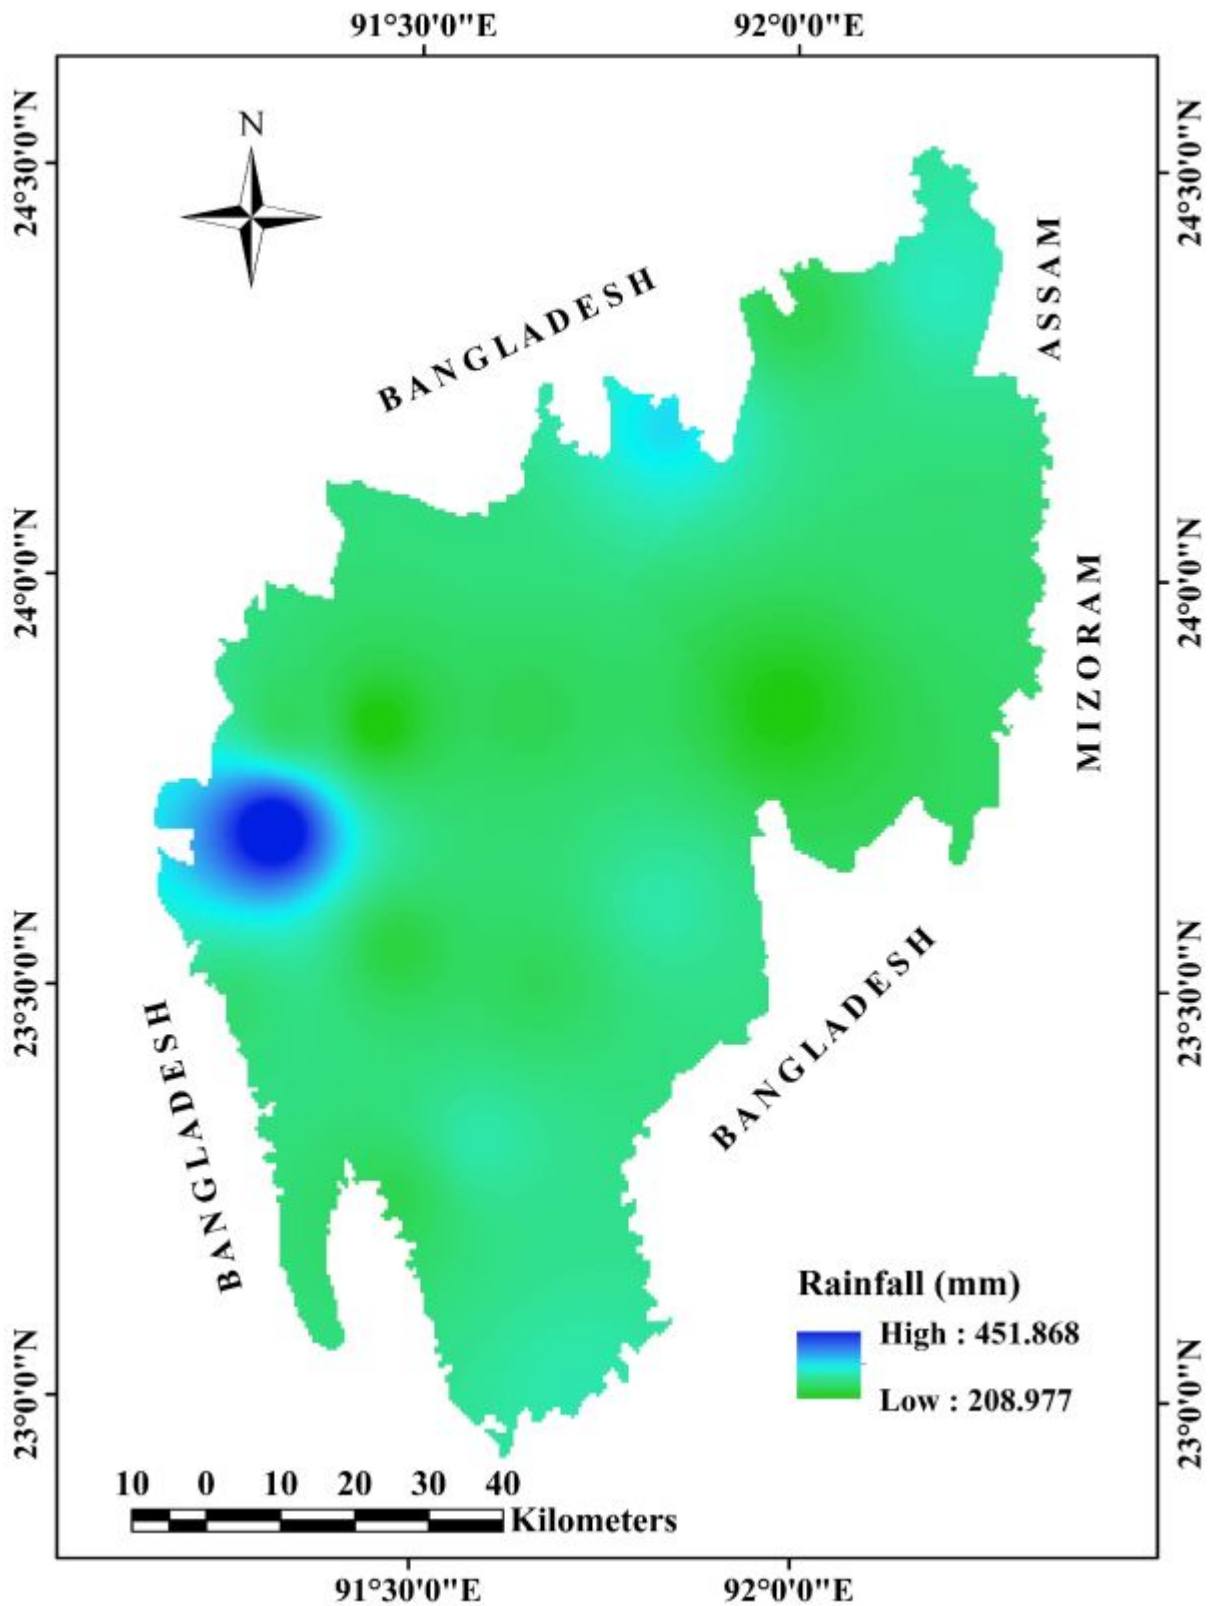 91°30'0"E
92°0'0"E
24°30'0"N
24°30'0"N
N
ASSAM
BANGLADESH
24°0'0"N
24°0'0"N
MIZORAM
23°30'0"N
23°30'0"N
BANGLADESH
BANGLADESH
Rainfall (mm)
High : 451.868
Low : 208.977
23°0'0"N
23°0'0"N
10 0 10 20 30 40
Kilometers
91°30'0"E
92°0'0"E